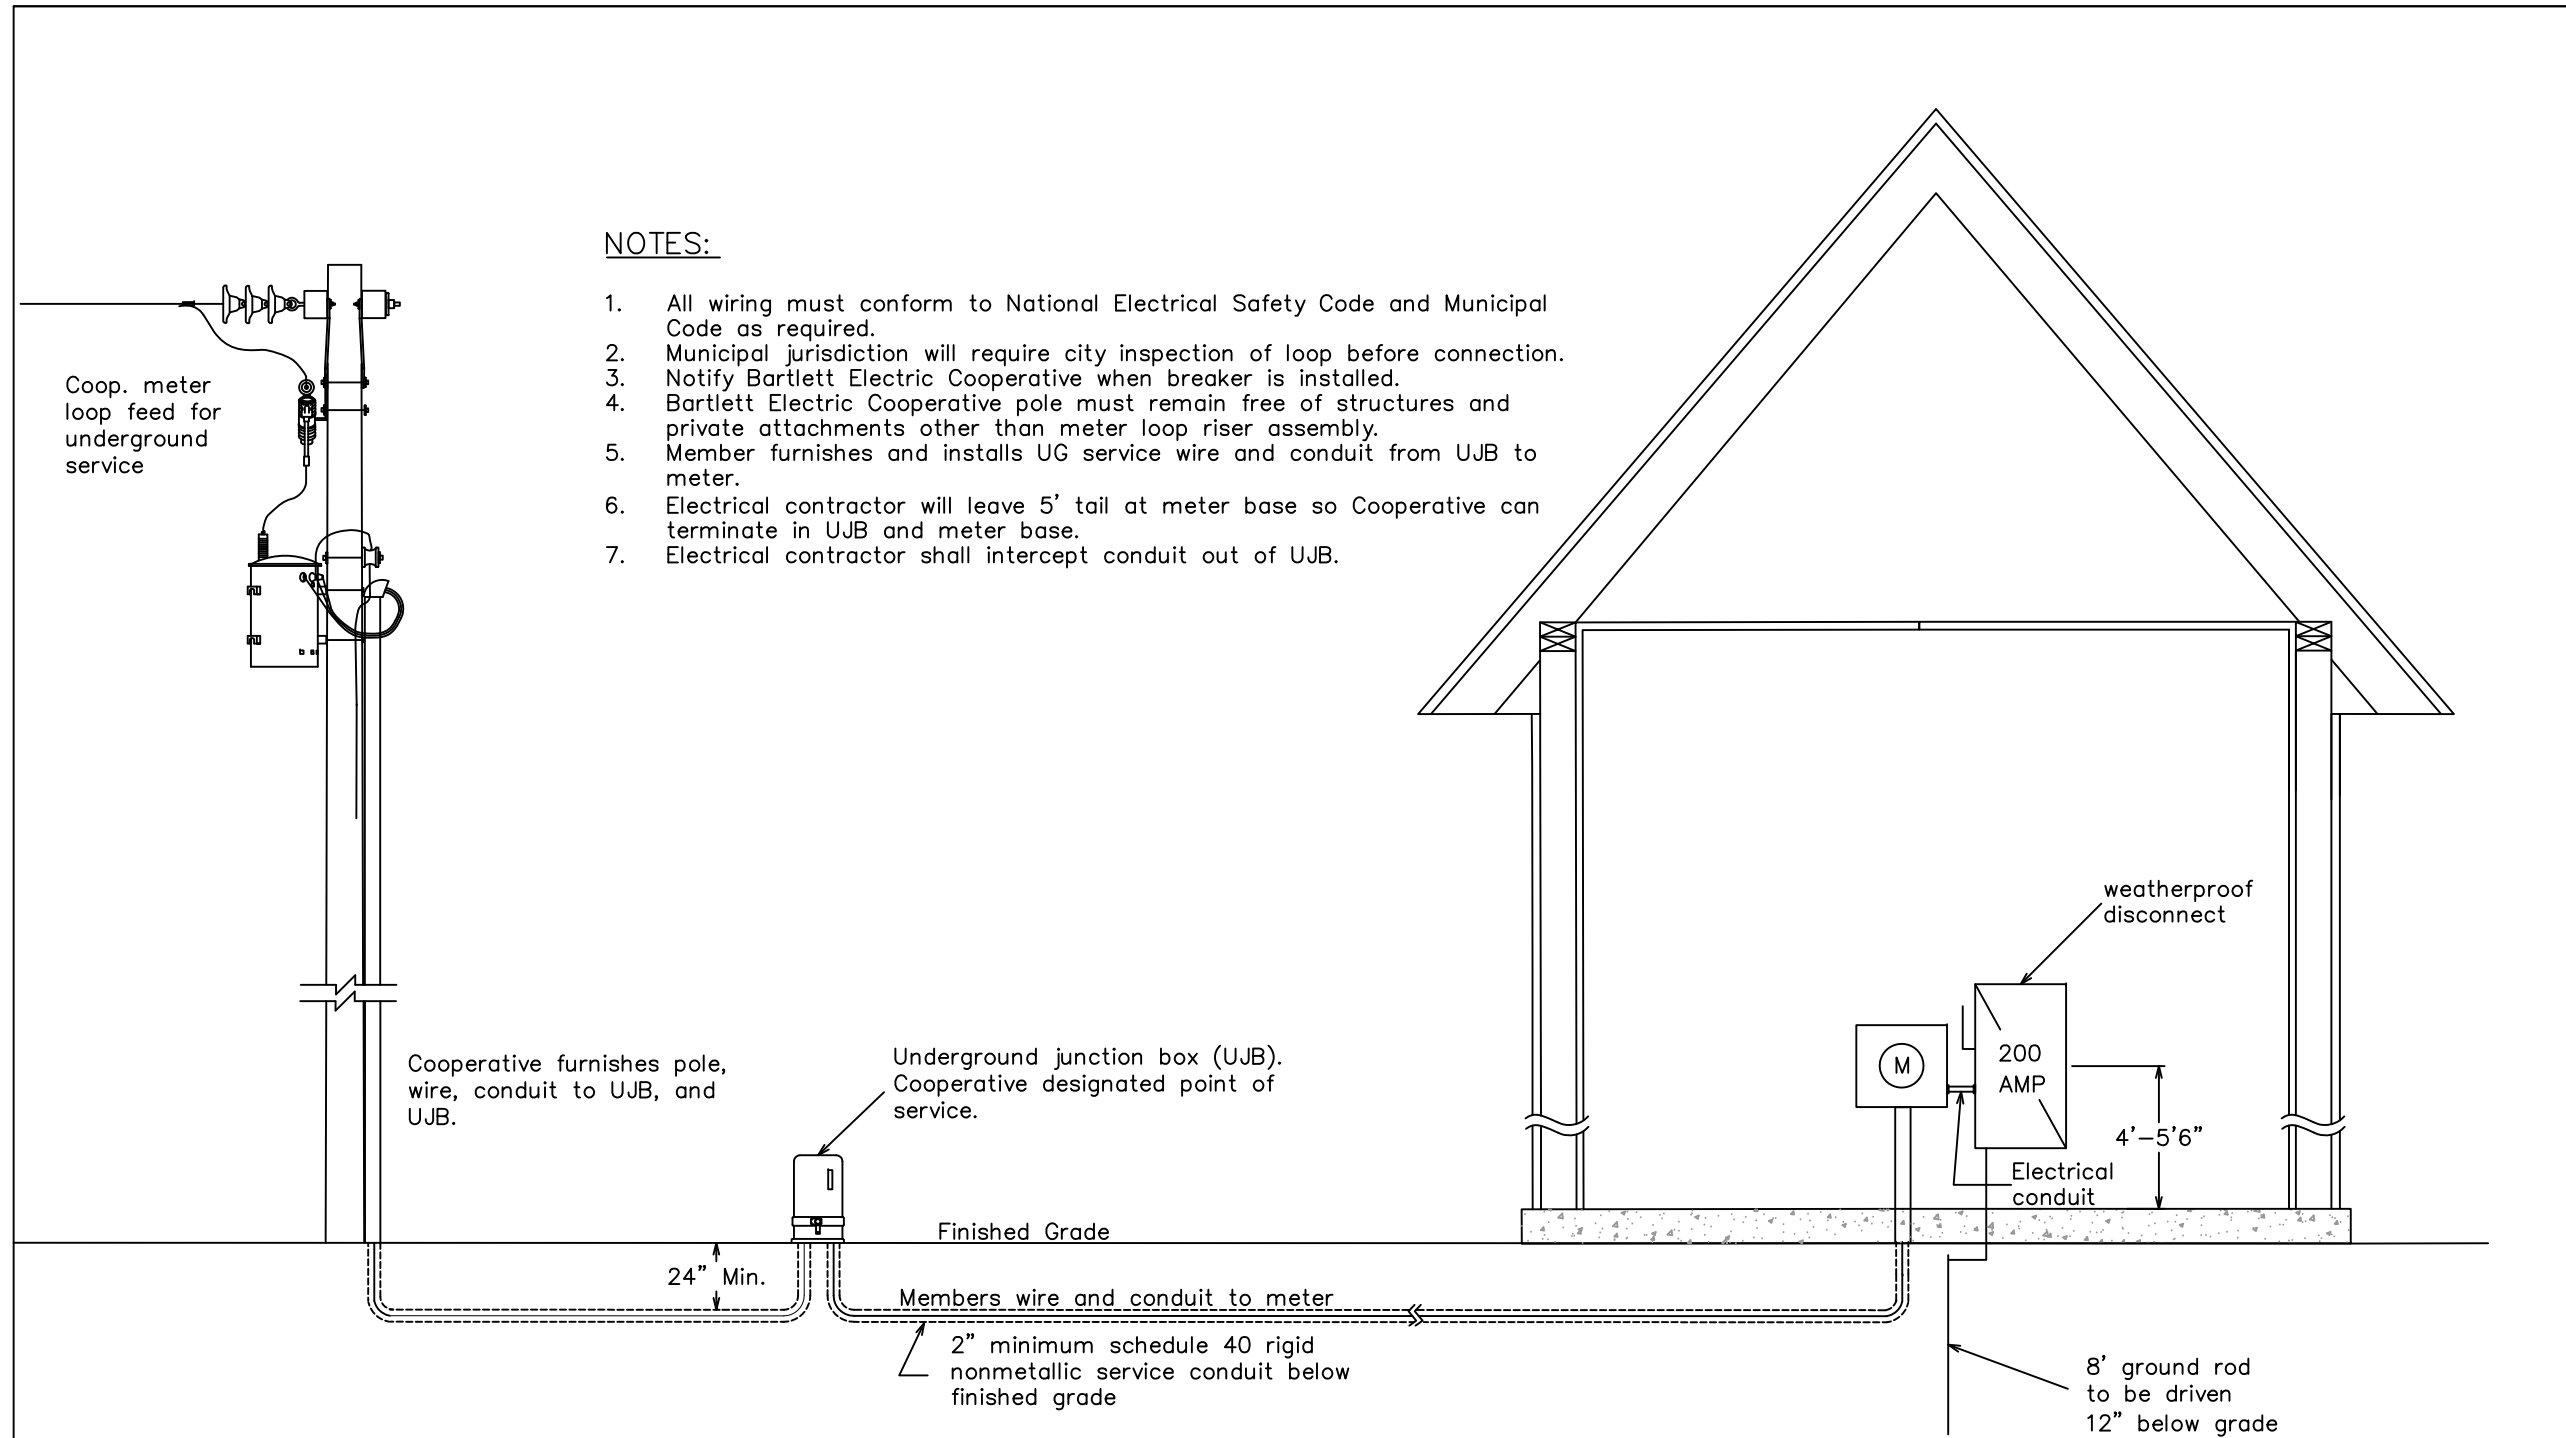 NOTES:
1. All wiring must conform to National Electrical Safety Code and Municipal
Code as required.
2. Municipal jurisdiction will require city inspection of loop before connection.
3. Notify Bartlett Electric Cooperative when breaker is installed.
4. Bartlett Electric Cooperative pole must remain free of structures and
private attachments other than meter loop riser assembly.
5. Member furnishes and installs UG service wire and conduit from UJB to
meter.
6. Electrical contractor will leave 5' tail at meter base so Cooperative can
terminate in UJB and meter base.
7. Electrical contractor shall intercept conduit out of UJB.
Coop. meter
loop feed for
underground
service
Cooperative furnishes pole,
wire, conduit to UJB, and
UJB.
Underground junction box (UJB).
Cooperative designated point of
service.
weatherproof
disconnect
M
200
AMP
4'-5'6"
Electrical
conduit
Finished Grade
24" Min.
Members wire and conduit to meter
2" minimum schedule 40 rigid
nonmetallic service conduit below
finished grade
8' ground rod
to be driven
12" below grade